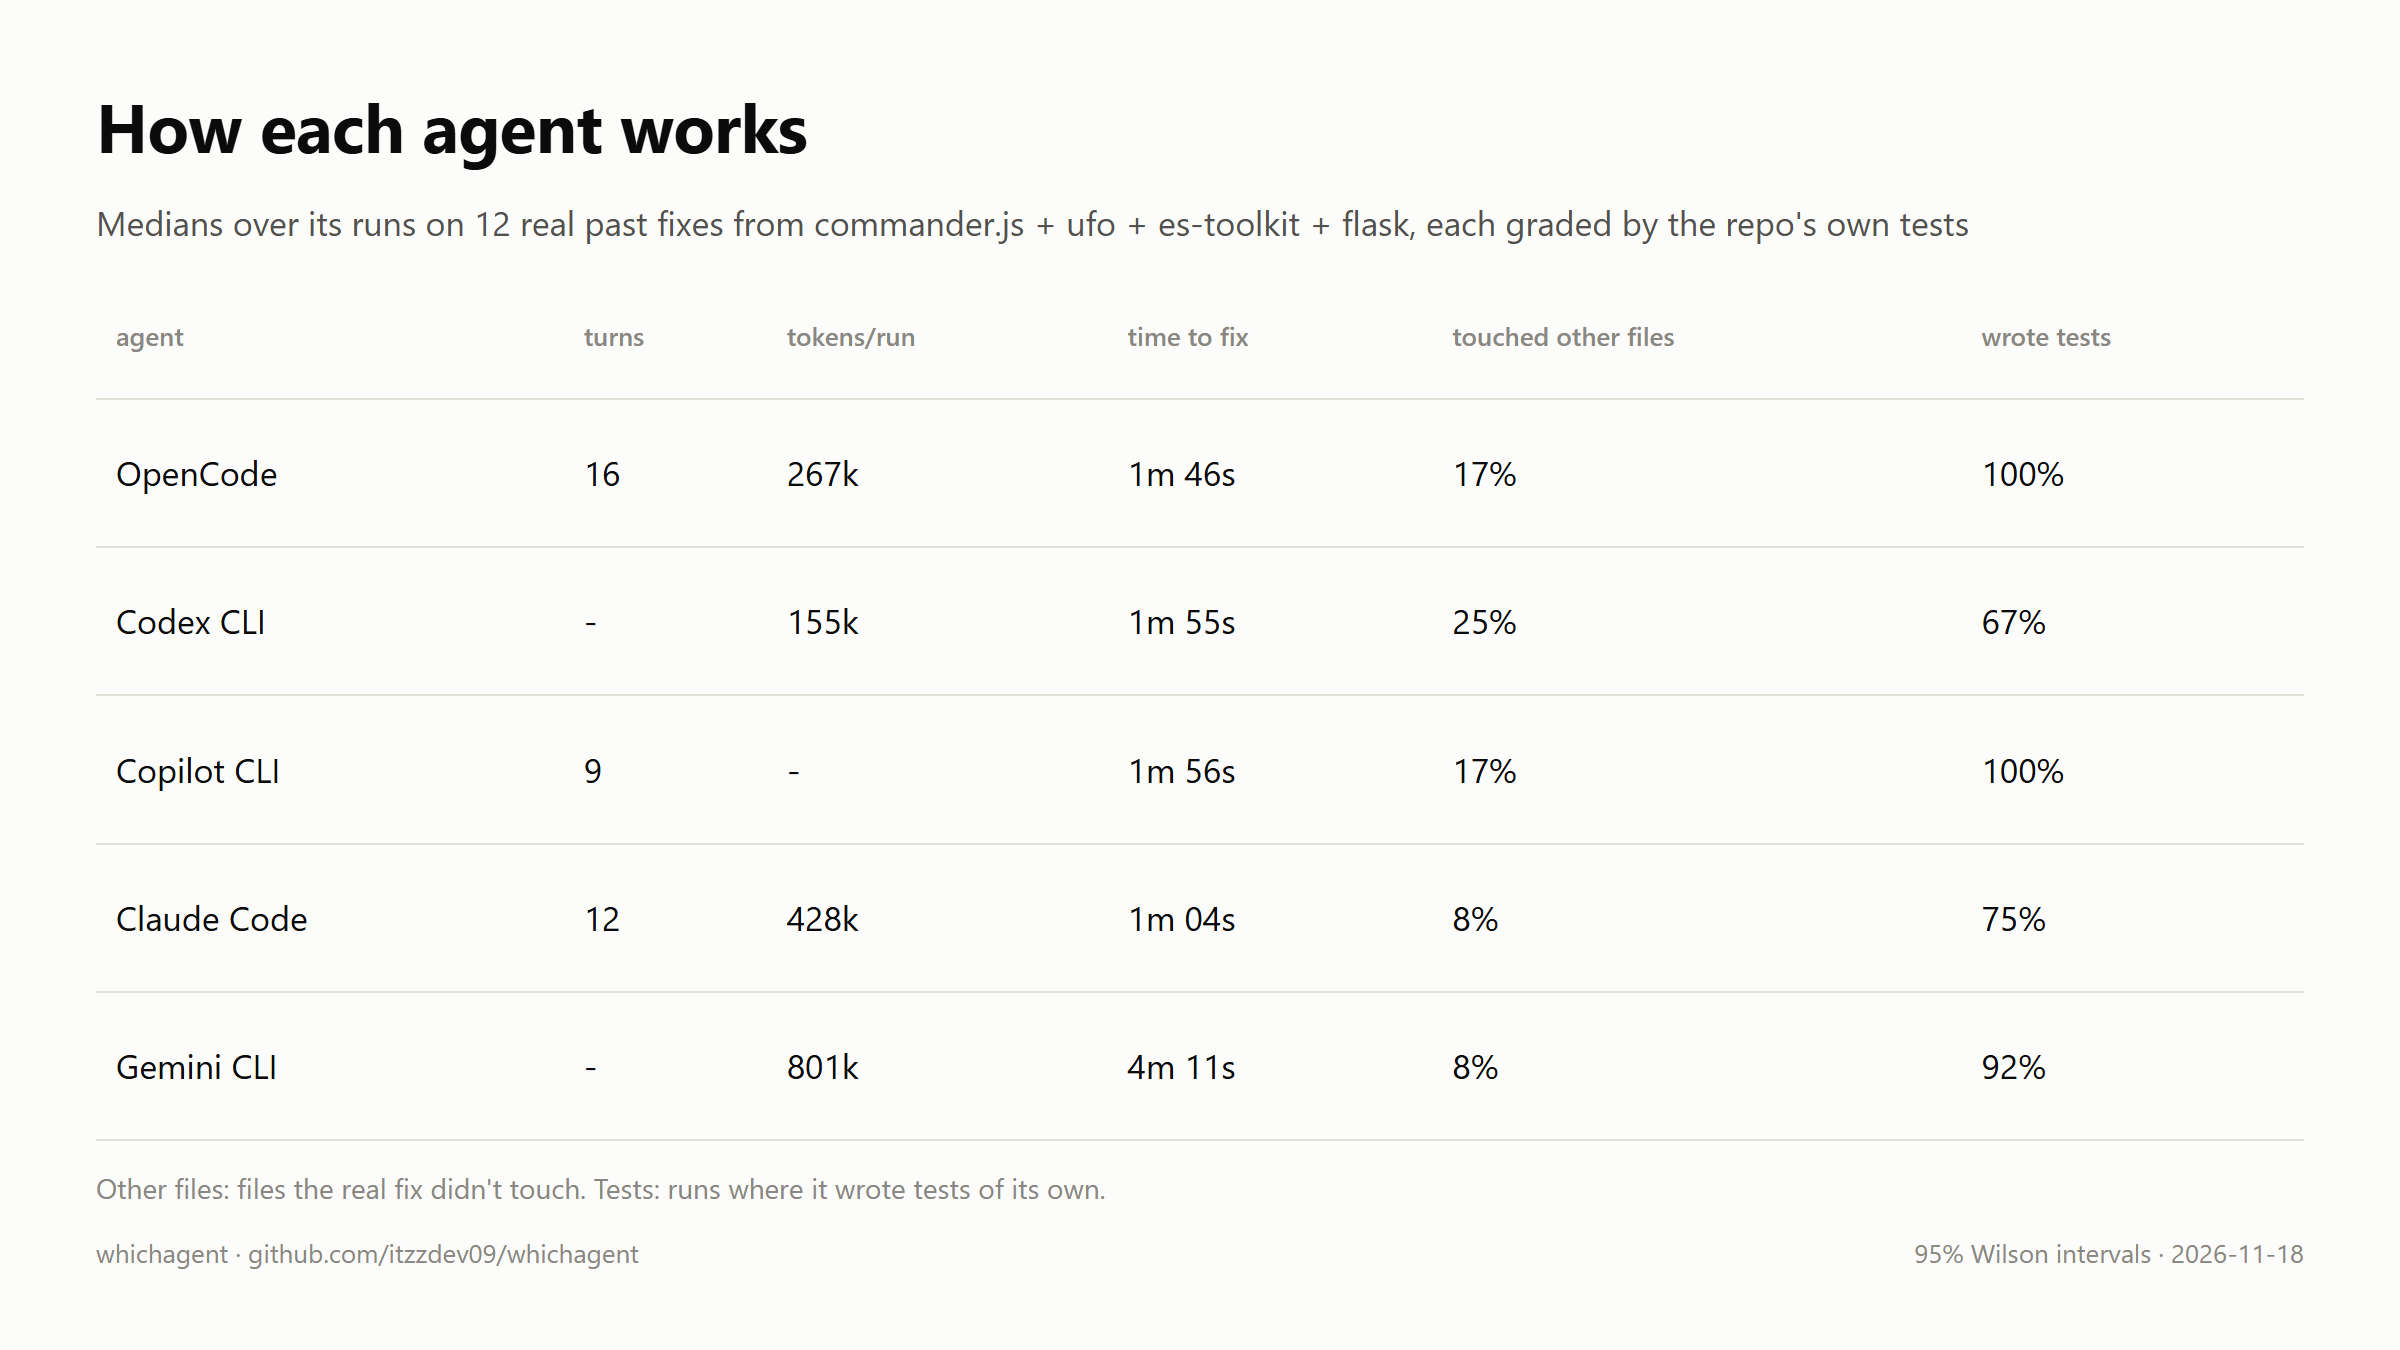 How each agent works
Medians over its runs on 12 real past fixes from commander.js + ufo + es-toolkit + flask, each graded by the repo's own tests
agent turns tokens/run time to fix touched other files wrote tests
OpenCode 16 267k 1m 46s 17% 100%
Codex CLI - 155k 1m 55s 25% 67%
Copilot CLI 9 - 1m 56s 17% 100%
Claude Code 12 428k 1m 04s 8% 75%
Gemini CLI - 801k 4m 11s 8% 92%
Other files: files the real fix didn't touch. Tests: runs where it wrote tests of its own.
whichagent · github.com/itzzdev09/whichagent 95% Wilson intervals · 2026-11-18